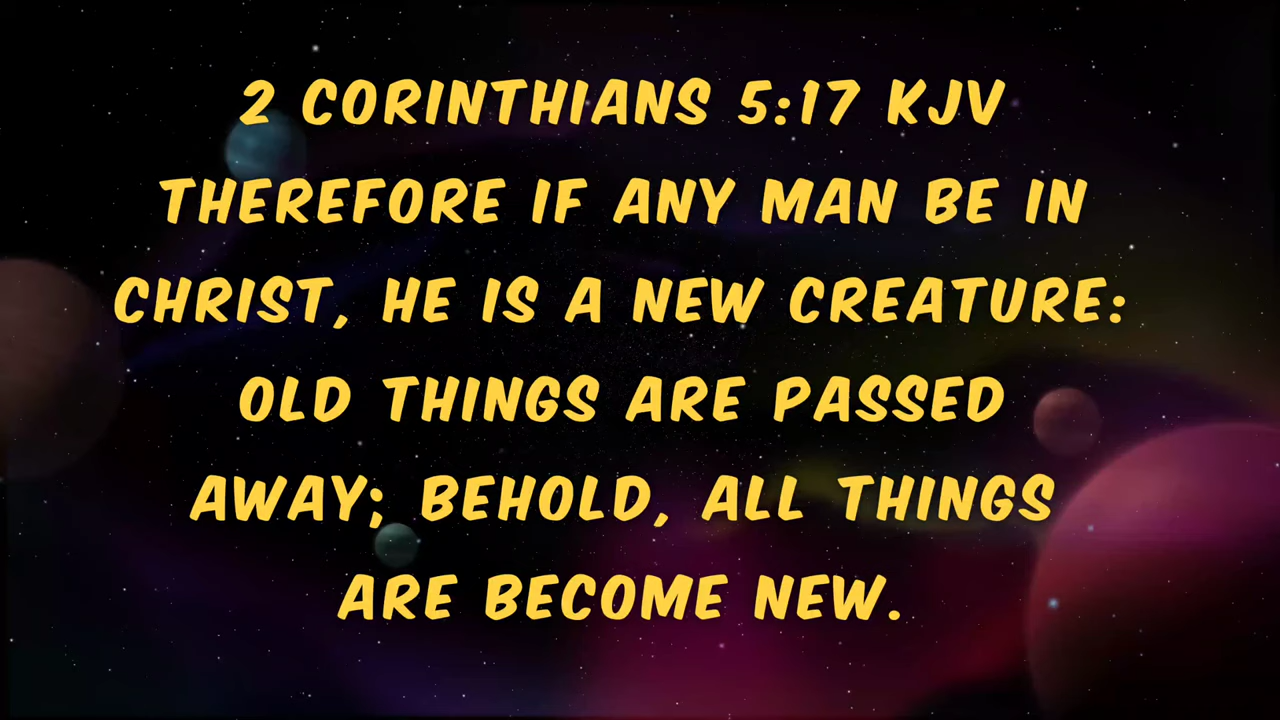 2 CORINTHIANS 5:17 KJV
THEREFORE IF ANY MAN BE IN
CHRIST, HE IS A NEW CREATURE:
OLD THINGS ARE PASSED
AWAY; BEHOLD, ALL THINGS
ARE BECOME NEW.